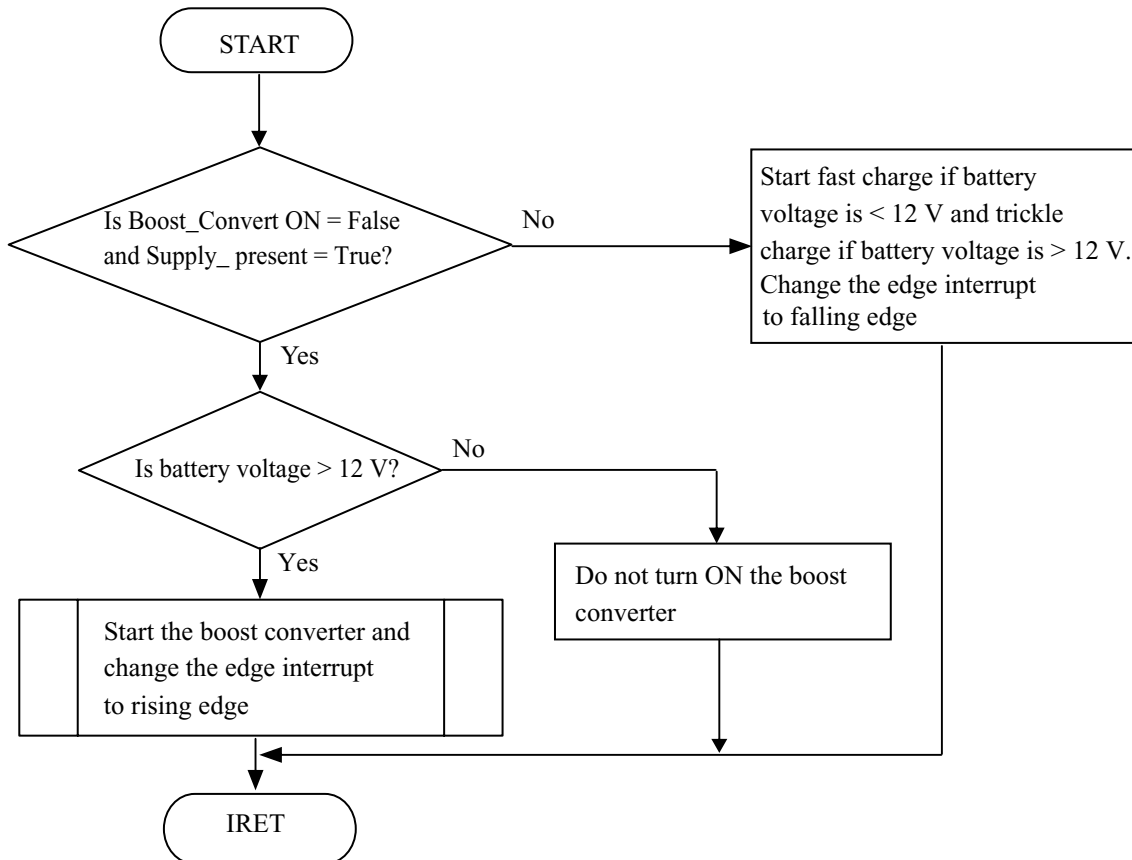 START
Is Boost_Convert ON = False
and Supply_ present = True?
No
Start fast charge if battery
voltage is < 12 V and trickle
charge if battery voltage is > 12 V.
Change the edge interrupt
to falling edge
Yes
Is battery voltage > 12 V?
No
Yes
Do not turn ON the boost
converter
Start the boost converter and
change the edge interrupt
to rising edge
IRET